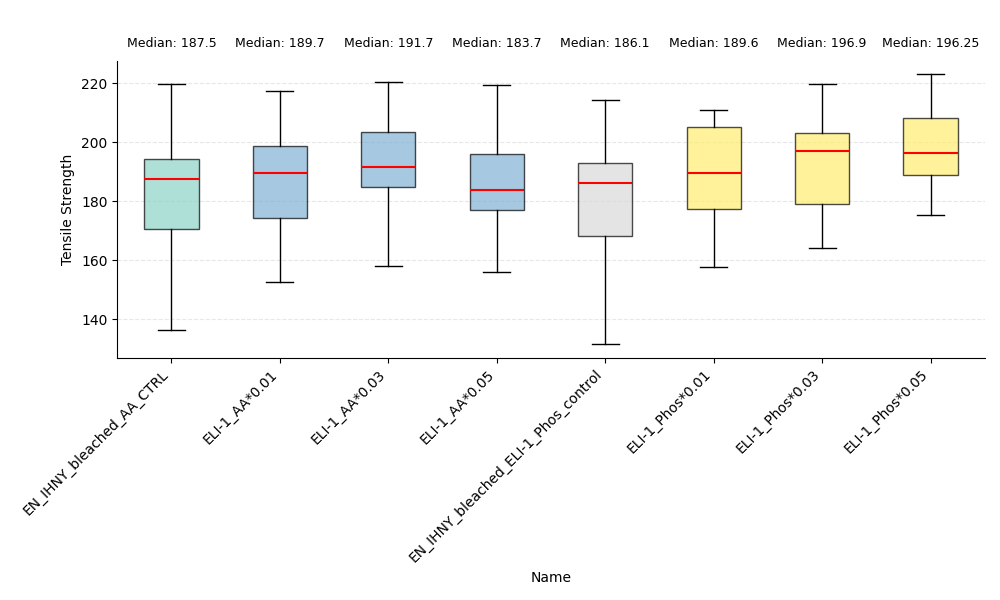 Median: 187.5 Median: 189.7 Median: 191.7 Median: 183.7 Median: 186.1 Median: 189.6 Median: 196.9 Median: 196.25
Tensile Strength
220
200
180
160
140
EN_IHNY_bleached_AA_CTRL
ELI-1_AA*0.01
ELI-1_AA*0.03
ELI-1_AA*0.05
EN_IHNY_bleached_ELI-1_Phos_control
ELI-1_Phos*0.01
ELI-1_Phos*0.03
ELI-1_Phos*0.05
Name